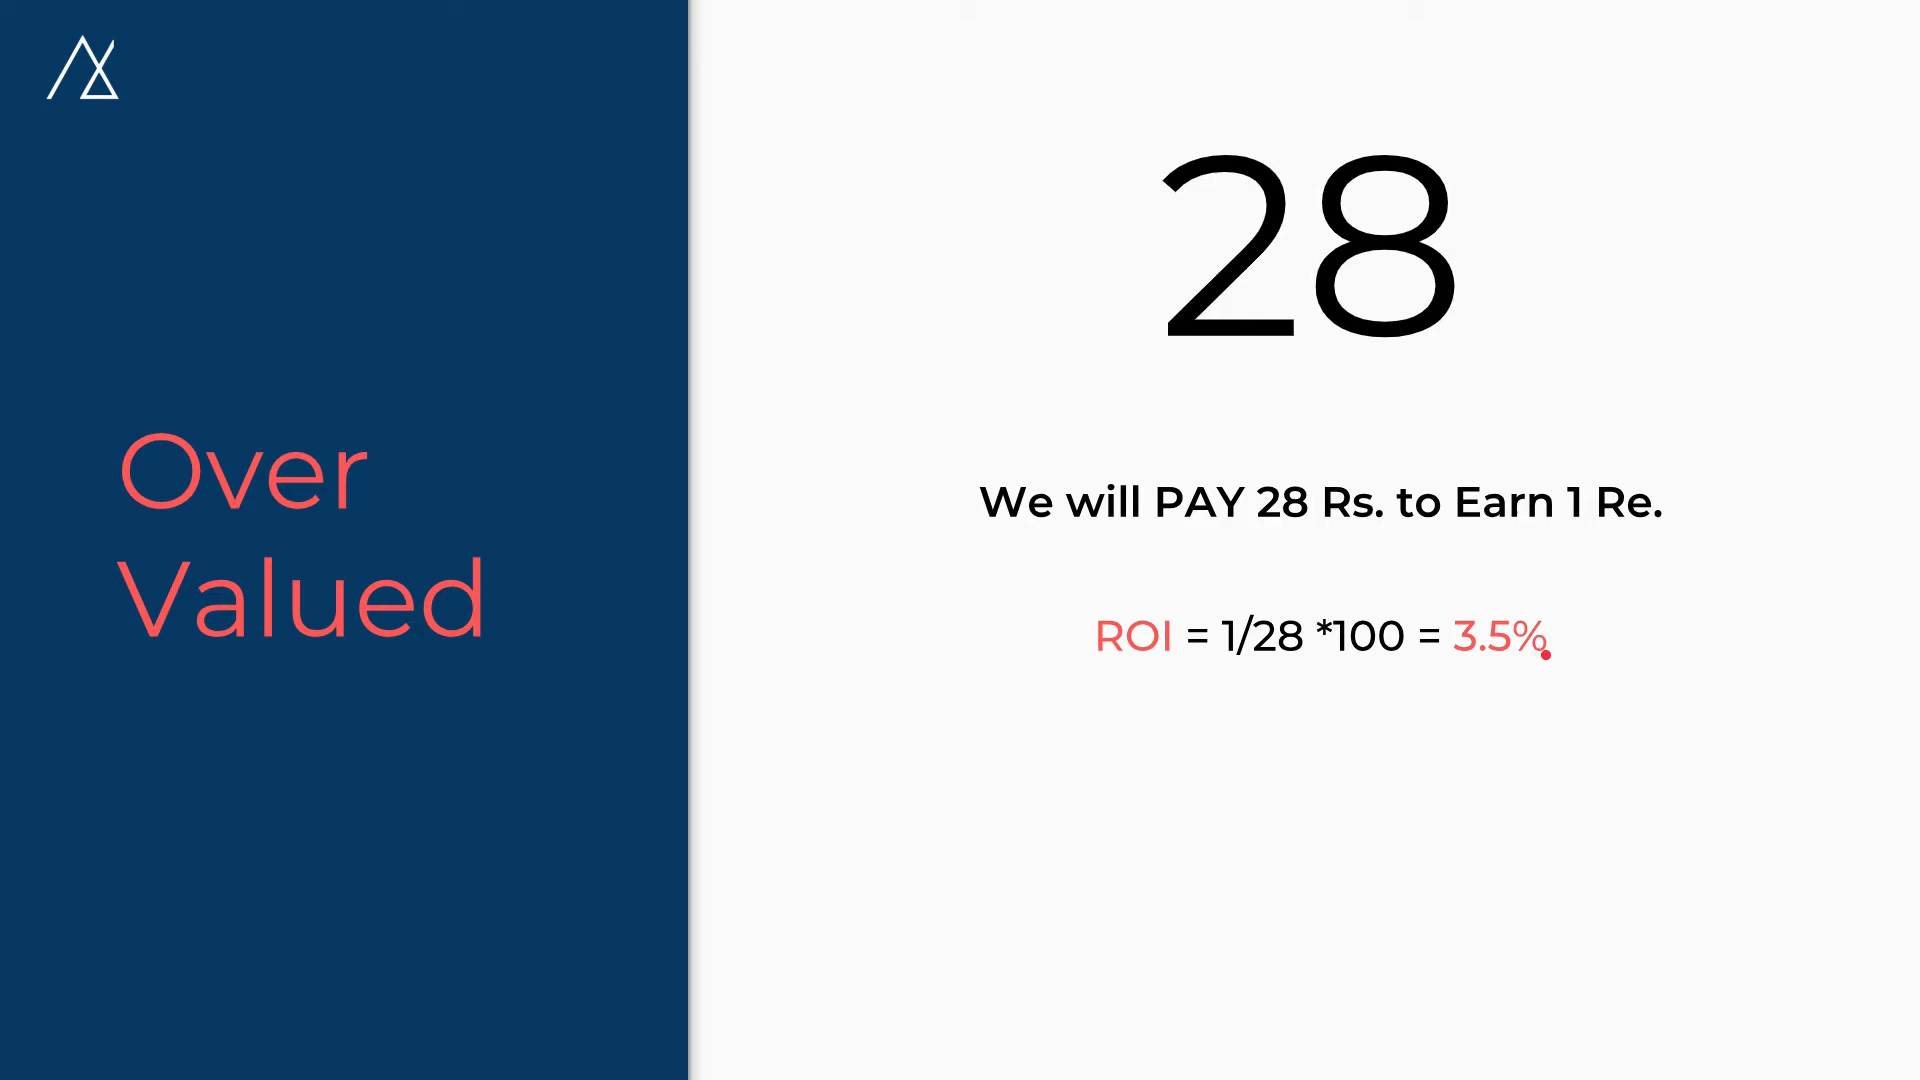 Over
Valued
28
We will PAY 28 Rs. to Earn 1 Re.
ROI = 1/28 *100 = 3.5%